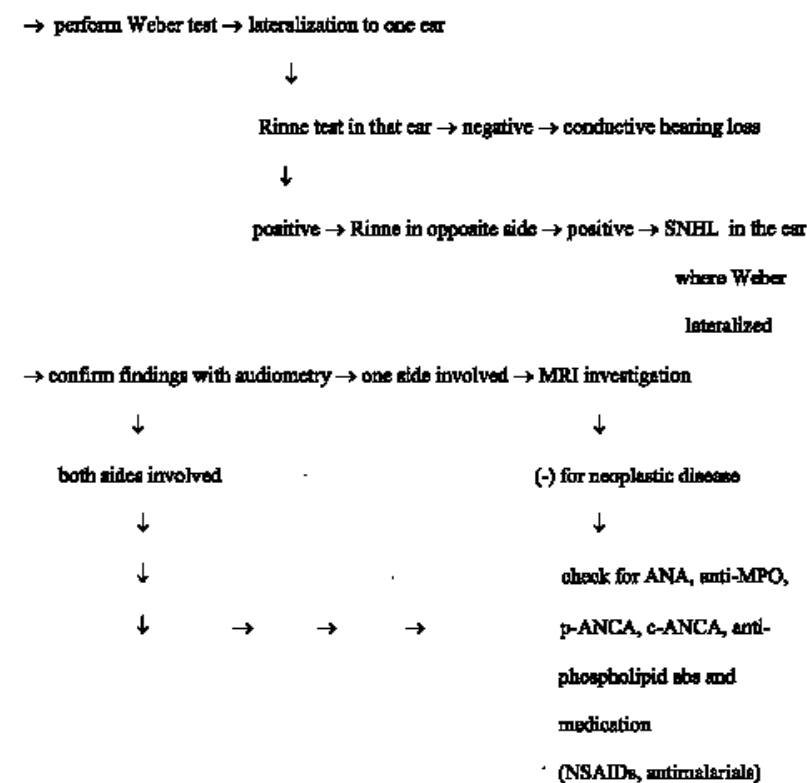 → perform Weber test → lateralization to one ear
↓
Rinne test in that ear → negative → conductive hearing loss
↓
positive → Rinne in opposite side → positive → SNHL in the ear
where Weber
lateralized
→ confirm findings with audiometry → one side involved → MRI investigation
↓ ↓
both sides involved (-) for neoplastic disease
↓ ↓
↓ check for ANA, anti-MPO,
↓ → → → p-ANCA, c-ANCA, anti-
phospholipid abs and
medication
(NSAIDs, antimalarials)